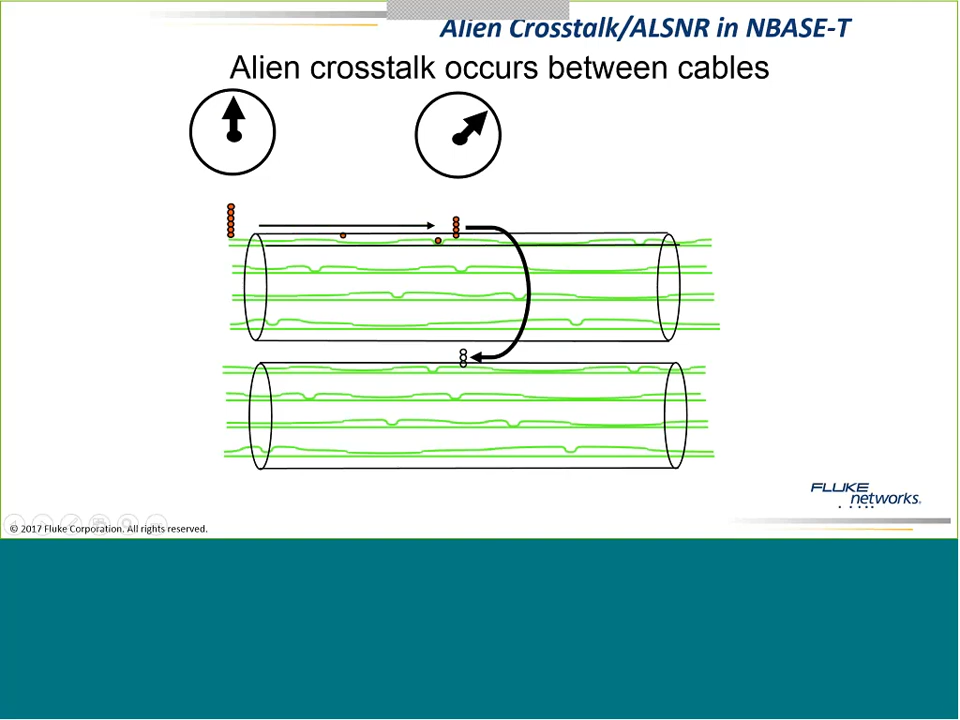 Alien Crosstalk/ALSNR in NBASE-T
Alien crosstalk occurs between cables
FLUKE
networks.
© 2017 Fluke Corporation. All rights reserved.